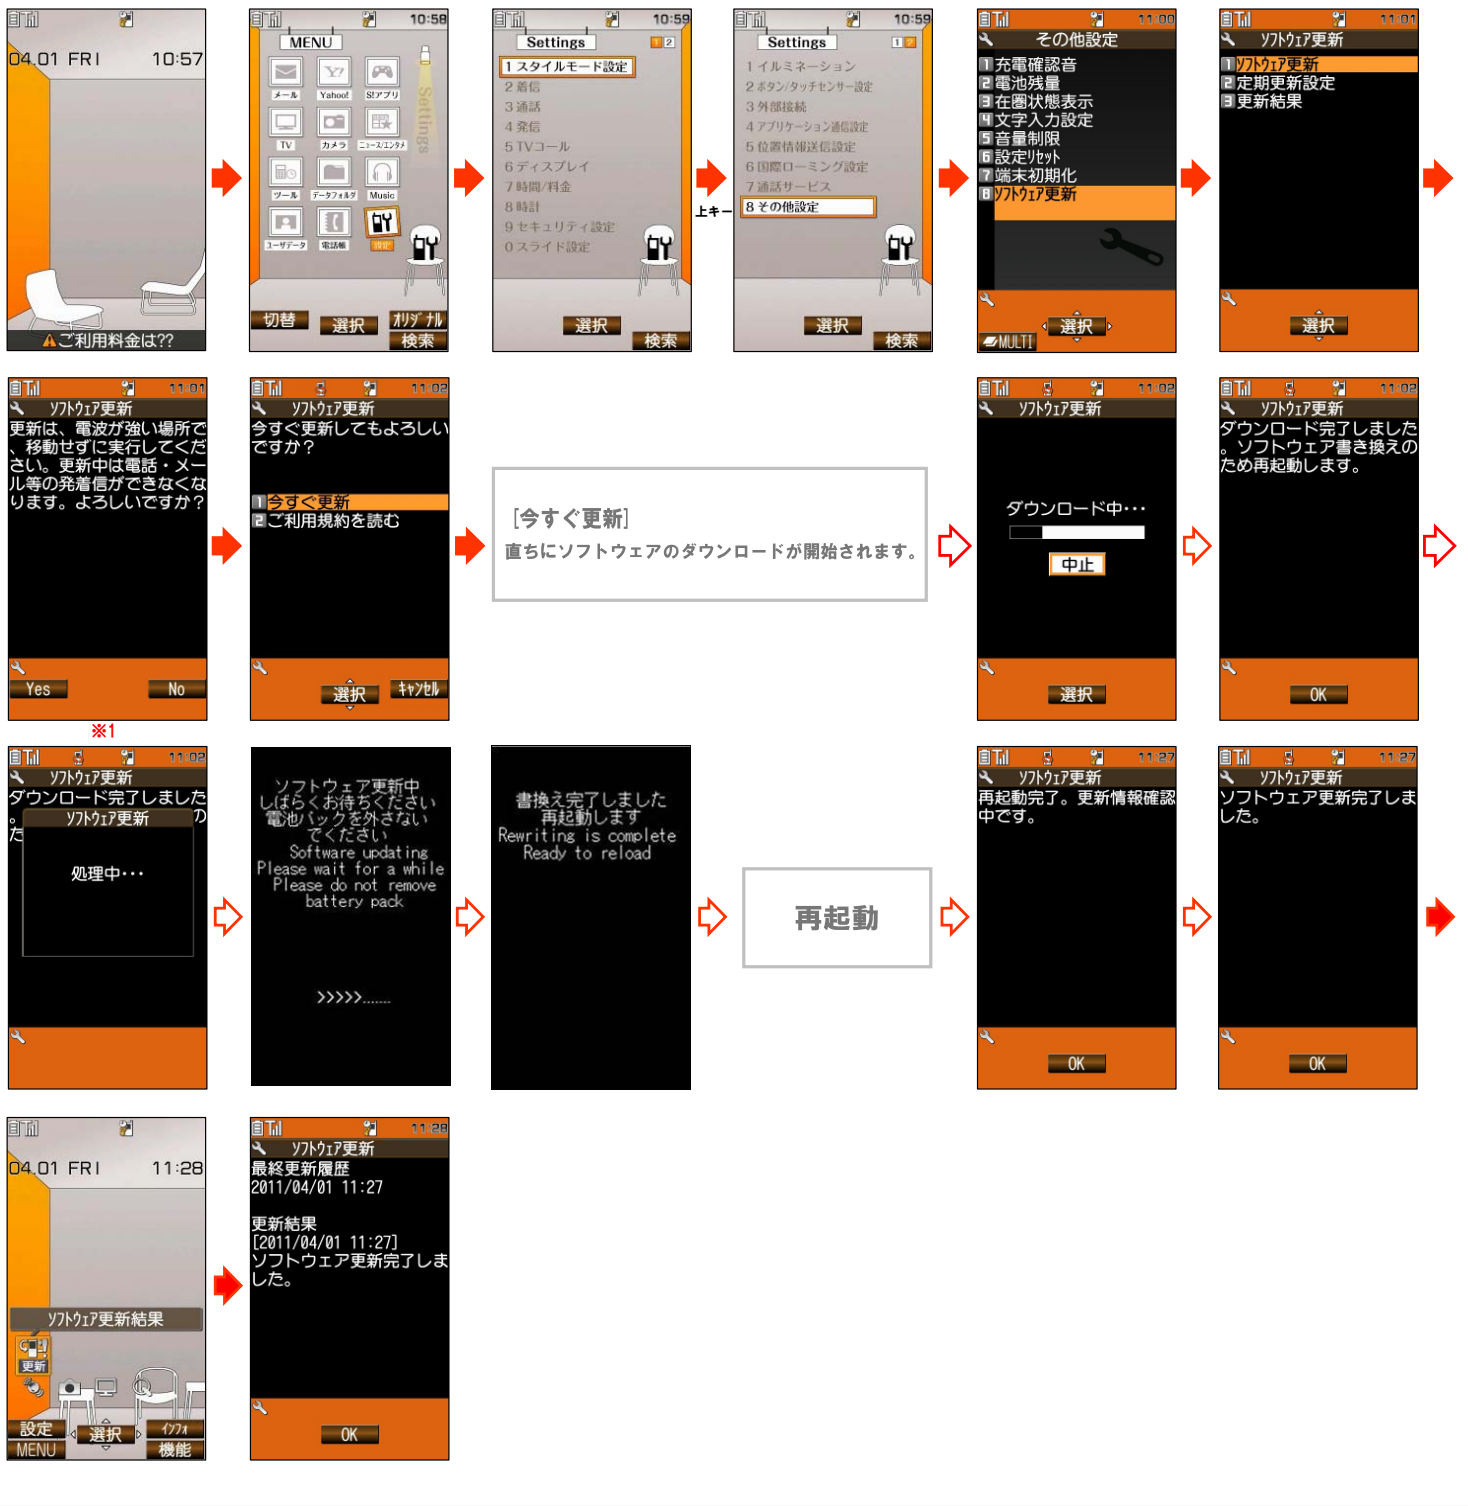 04.01 FRI 10:57
⚠ご利用料金は??
10:58
MENU
メール Yahoo! S!アプリ
TV カメラ ニュース/エンタメ
ツール データフォルダ Music
ユーザデータ 電話帳 設定
Settings
切替 選択 オリジナル
検索
10:59
Settings 1 2
1 スタイルモード設定
2 着信
3 通話
4 発信
5 TVコール
6 ディスプレイ
7 時間/料金
8 時計
9 セキュリティ設定
0 スライド設定
選択
検索
上キー
10:59
Settings 1 2
1 イルミネーション
2 ボタン/タッチセンサー設定
3 外部接続
4 アプリケーション通信設定
5 位置情報送信設定
6 国際ローミング設定
7 通話サービス
8 その他設定
選択
検索
11:00
その他設定
1 充電確認音
2 電池残量
3 在圏状態表示
4 文字入力設定
5 音量制限
6 設定リセット
7 端末初期化
8 ソフトウェア更新
選択
MULTI
11:01
ソフトウェア更新
1 ソフトウェア更新
2 定期更新設定
3 更新結果
選択
11:01
ソフトウェア更新
更新は、電波が強い場所で
、移動せずに実行してくだ
さい。更新中は電話・メー
ル等の発着信ができなくな
ります。よろしいですか?
Yes No
※1
11:02
ソフトウェア更新
今すぐ更新してもよろしい
ですか?
1 今すぐ更新
2 ご利用規約を読む
選択 キャンセル
[今すぐ更新]
直ちにソフトウェアのダウンロードが開始されます。
11:02
ソフトウェア更新
ダウンロード中・・・
中止
選択
11:02
ソフトウェア更新
ダウンロード完了しました
。ソフトウェア書き換えの
ため再起動します。
OK
11:02
ソフトウェア更新
ダウンロード完了しました
。 ソフトウェア更新 の
た
処理中・・・
ソフトウェア更新中
しばらくお待ちください
電池パックを外さない
でください
Software updating
Please wait for a while
Please do not remove
battery pack
>>>>>.......
書換え完了しました
再起動します
Rewriting is complete
Ready to reload
再起動
11:27
ソフトウェア更新
再起動完了。更新情報確認
中です。
OK
11:27
ソフトウェア更新
ソフトウェア更新完了しま
した。
OK
04.01 FRI 11:28
ソフトウェア更新結果
更新
設定 選択 インフォ
MENU 機能
11:28
ソフトウェア更新
最終更新履歴
2011/04/01 11:27
更新結果
[2011/04/01 11:27]
ソフトウェア更新完了しま
した。
OK